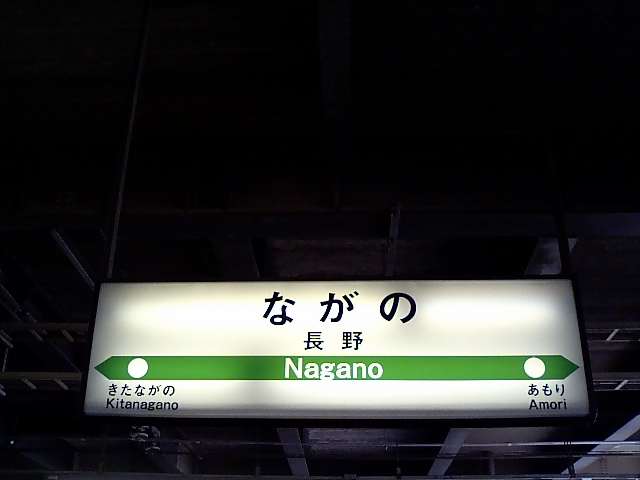 ながの
長野
Nagano
きたながの
Kitanagano
あもり
Amori